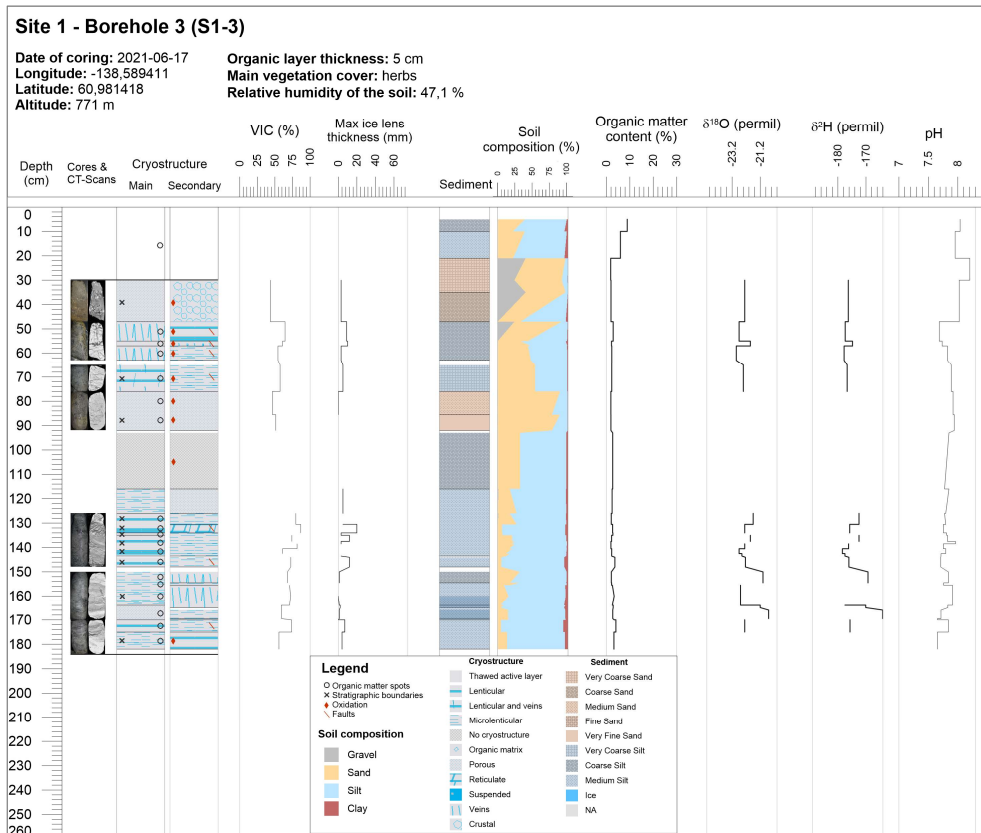 Site 1 - Borehole 3 (S1-3)
Date of coring: 2021-06-17
Longitude: -138,589411
Latitude: 60,981418
Altitude: 771 m
Organic layer thickness: 5 cm
Main vegetation cover: herbs
Relative humidity of the soil: 47,1 %
Depth
(cm)
Cores &
CT-Scans
Cryostructure
Main Secondary
VIC (%)
0 25 50 75 100
Max ice lens
thickness (mm)
0 20 40 60
Sediment
Soil
composition (%)
0 25 50 75 100
Organic matter
content (%)
0 10 20 30
δ¹⁸O (permil)
-23.2 -21.2
δ²H (permil)
-180 -170
pH
7 7.5 8
0
10
20
30
40
50
60
70
80
90
100
110
120
130
140
150
160
170
180
190
200
210
220
230
240
250
260
Legend
Organic matter spots
Stratigraphic boundaries
Oxidation
Faults
Soil composition
Gravel
Sand
Silt
Clay
Cryostructure
Thawed active layer
Lenticular
Lenticular and veins
Microlenticular
No cryostructure
Organic matrix
Porous
Reticulate
Suspended
Veins
Crustal
Sediment
Very Coarse Sand
Coarse Sand
Medium Sand
Fine Sand
Very Fine Sand
Very Coarse Silt
Coarse Silt
Medium Silt
Ice
NA